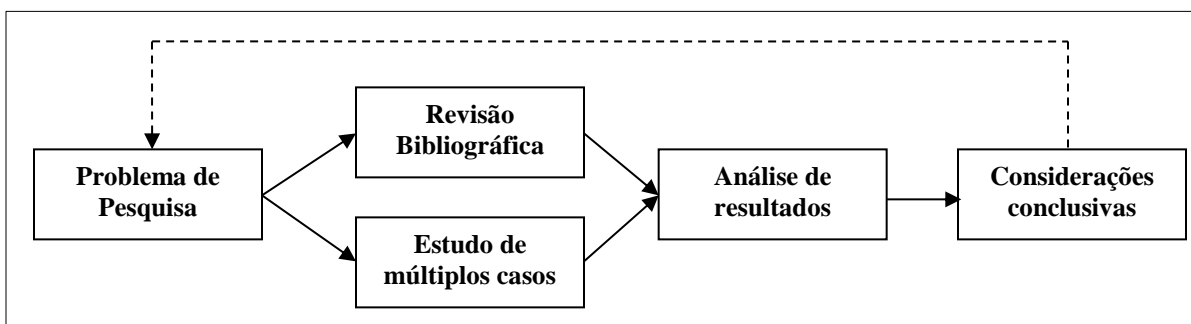 Problema de
Pesquisa
Revisão
Bibliográfica
Estudo de
múltiplos casos
Análise de
resultados
Considerações
conclusivas